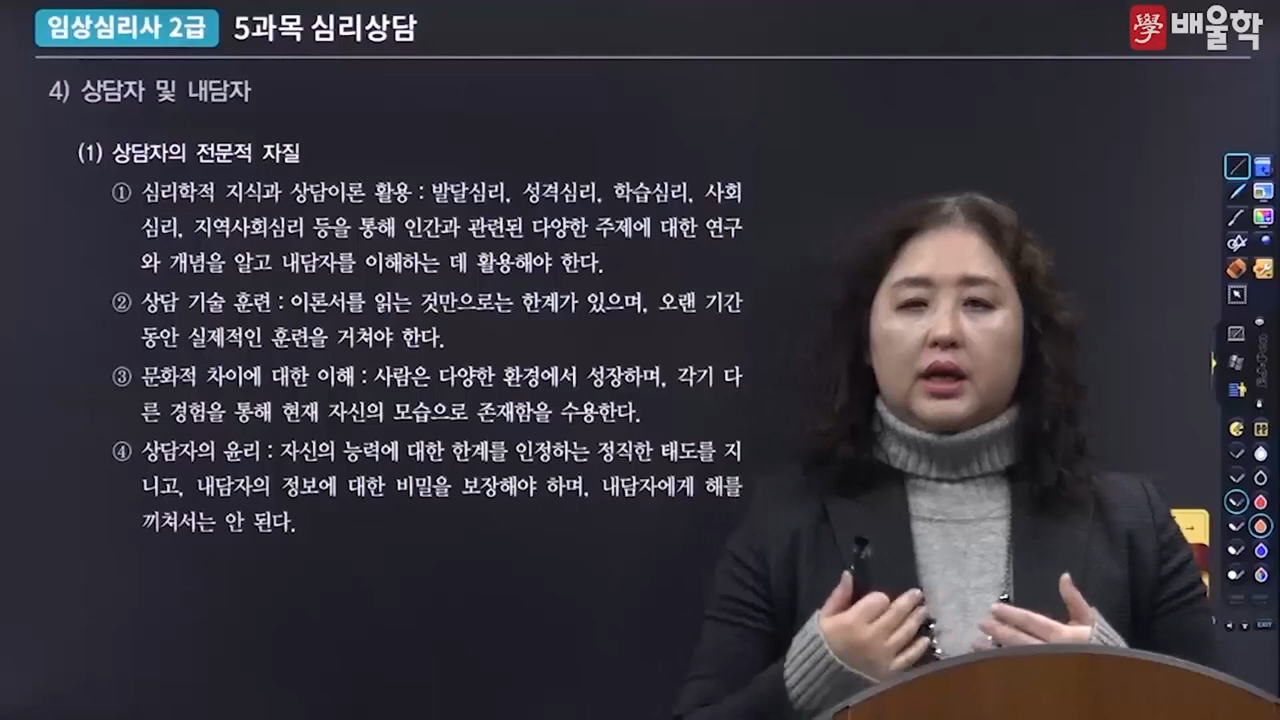 임상심리사 2급 5과목 심리상담
學 배울학
4) 상담자 및 내담자
(1) 상담자의 전문적 자질
① 심리학적 지식과 상담이론 활용 : 발달심리, 성격심리, 학습심리, 사회
심리, 지역사회심리 등을 통해 인간과 관련된 다양한 주제에 대한 연구
와 개념을 알고 내담자를 이해하는 데 활용해야 한다.
② 상담 기술 훈련 : 이론서를 읽는 것만으로는 한계가 있으며, 오랜 기간
동안 실제적인 훈련을 거쳐야 한다.
③ 문화적 차이에 대한 이해 : 사람은 다양한 환경에서 성장하며, 각기 다
른 경험을 통해 현재 자신의 모습으로 존재함을 수용한다.
④ 상담자의 윤리 : 자신의 능력에 대한 한계를 인정하는 정직한 태도를 지
니고, 내담자의 정보에 대한 비밀을 보장해야 하며, 내담자에게 해를
끼쳐서는 안 된다.
EXIT